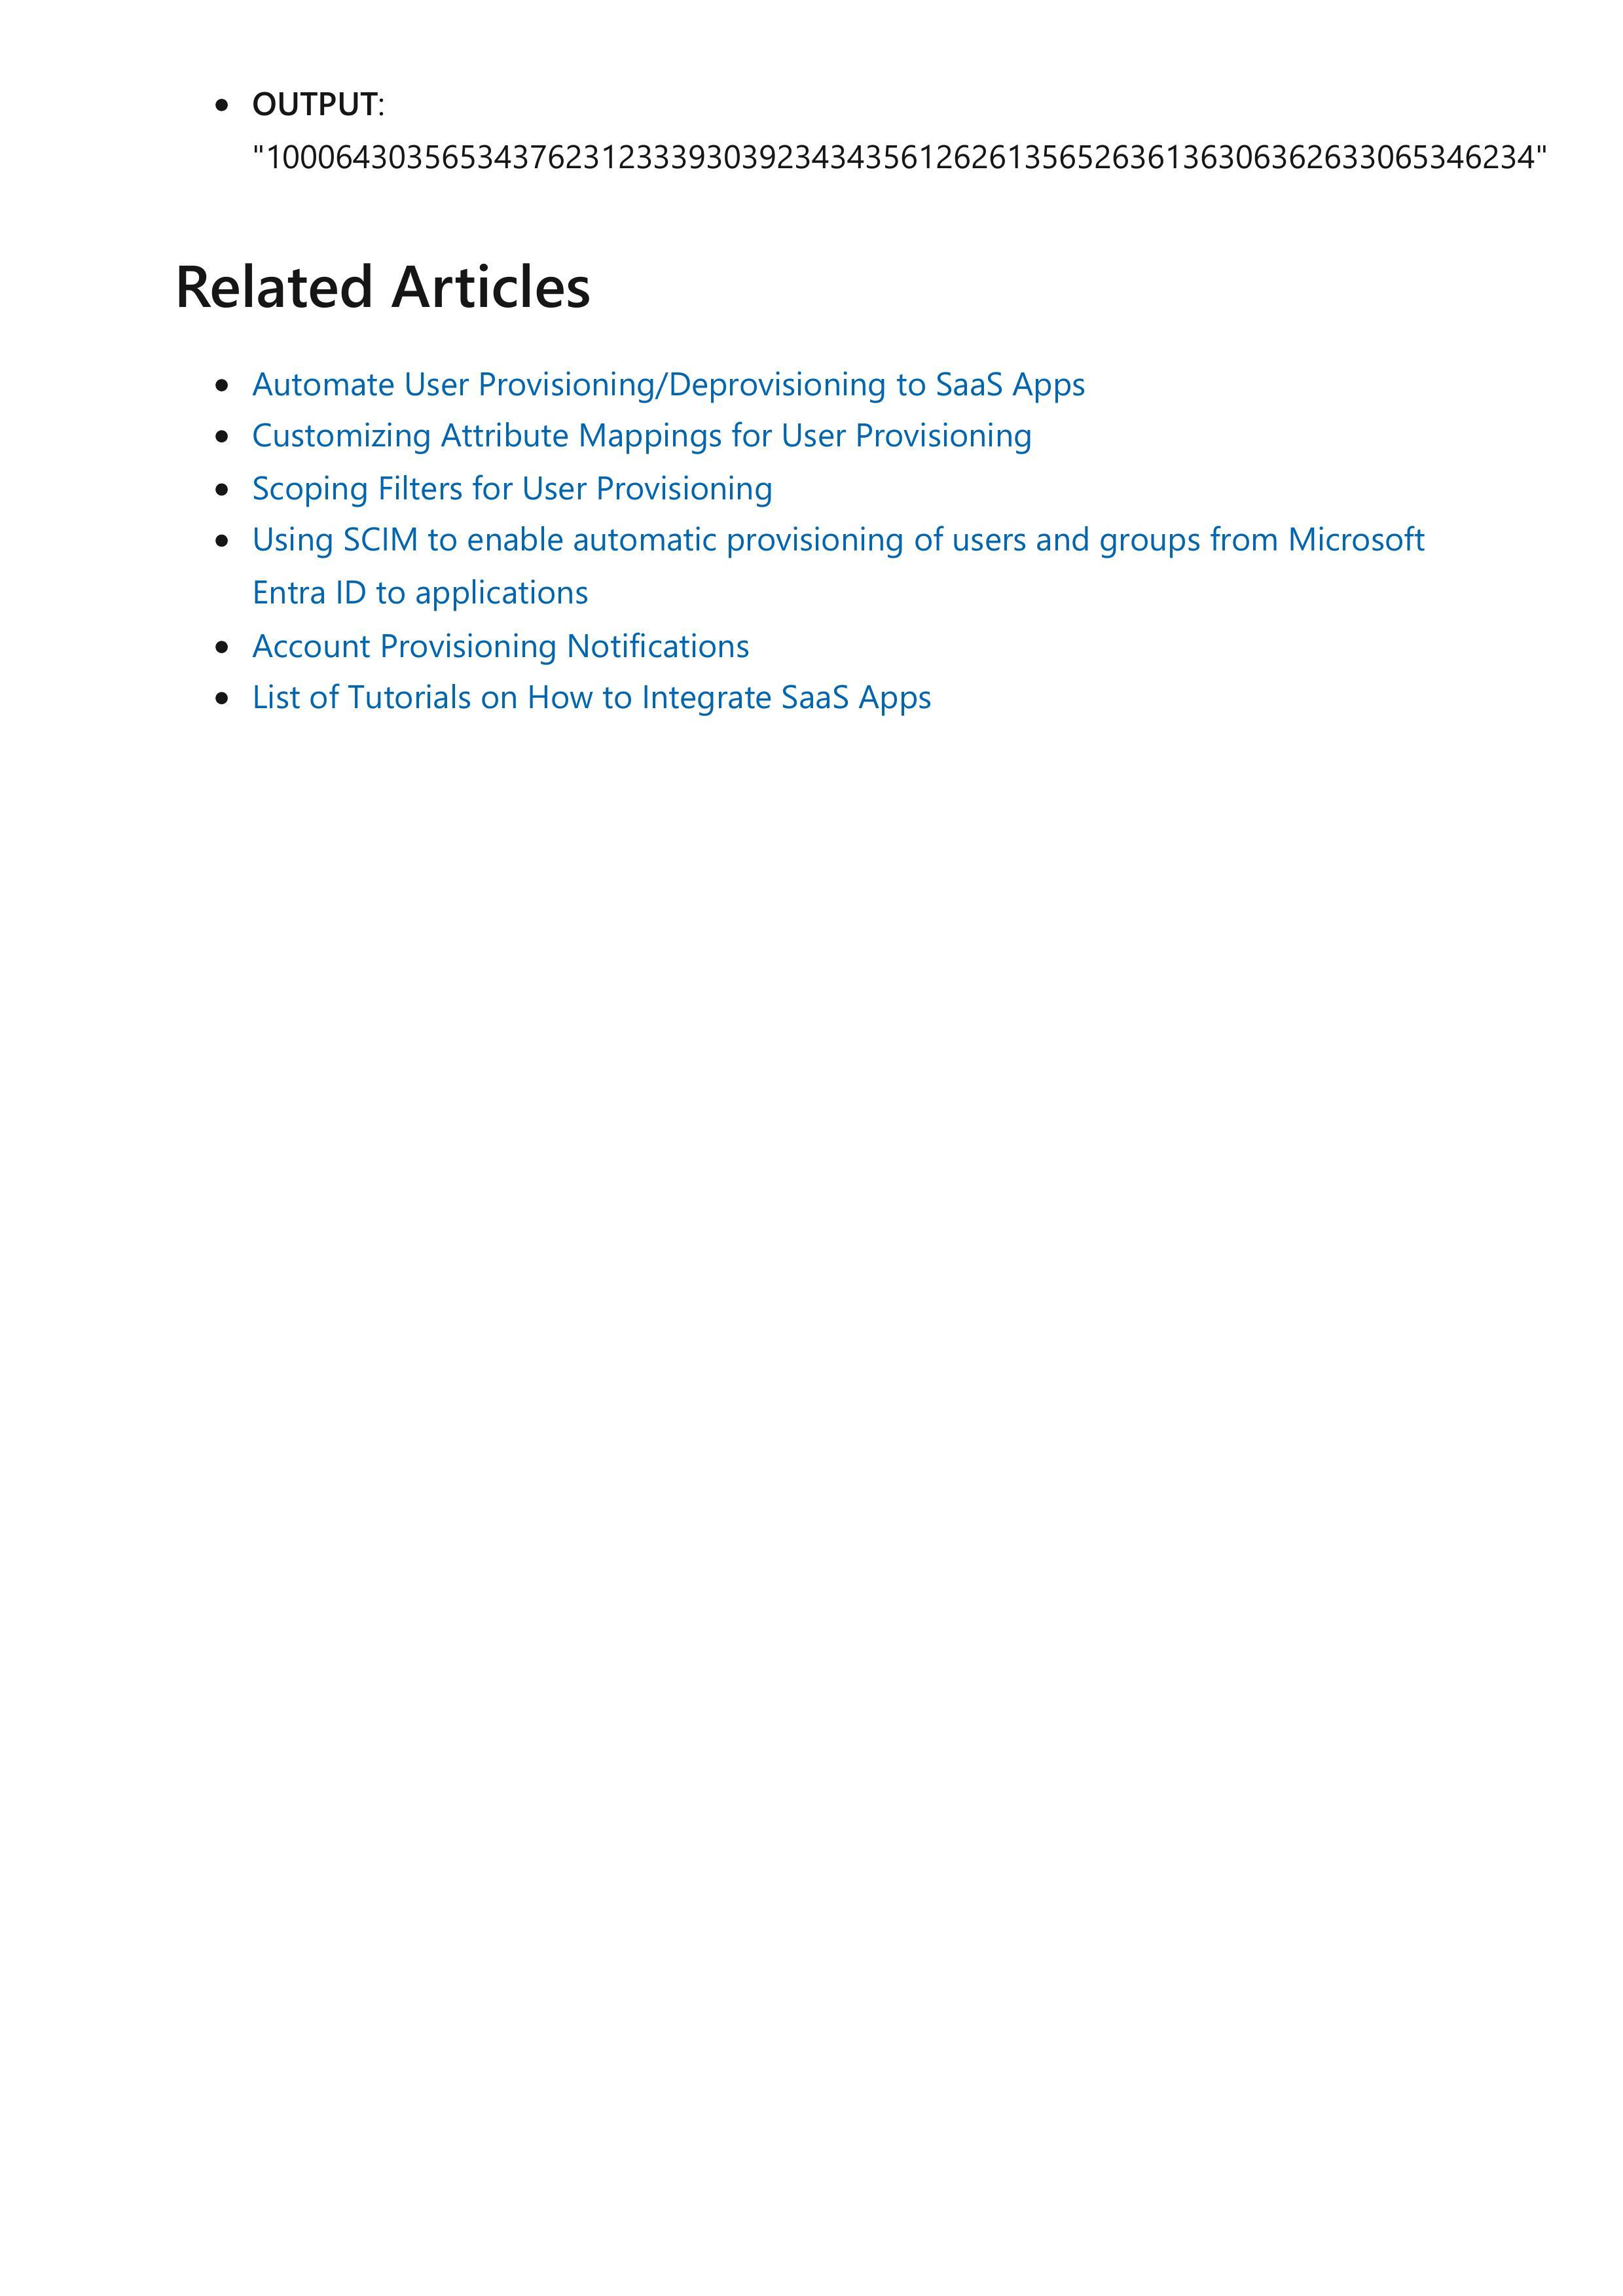 • OUTPUT:
"100064303565343762312333930392343435612626135652636136306362633065346234"
Related Articles
• Automate User Provisioning/Deprovisioning to SaaS Apps
• Customizing Attribute Mappings for User Provisioning
• Scoping Filters for User Provisioning
• Using SCIM to enable automatic provisioning of users and groups from Microsoft
Entra ID to applications
• Account Provisioning Notifications
• List of Tutorials on How to Integrate SaaS Apps